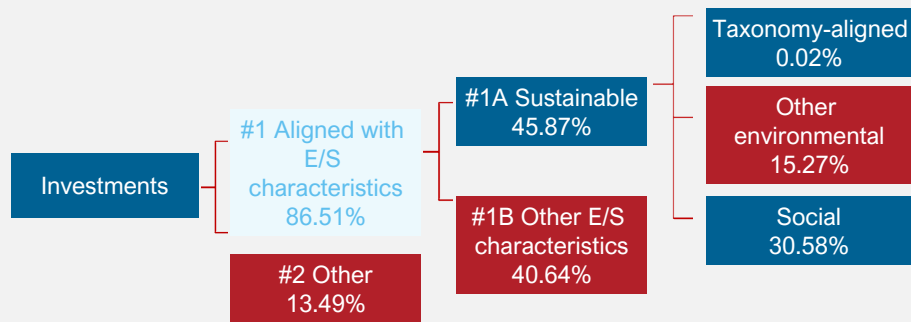 Investments
#1 Aligned with
E/S
characteristics
86.51%
#2 Other
13.49%
#1A Sustainable
45.87%
#1B Other E/S
characteristics
40.64%
Taxonomy-aligned
0.02%
Other
environmental
15.27%
Social
30.58%